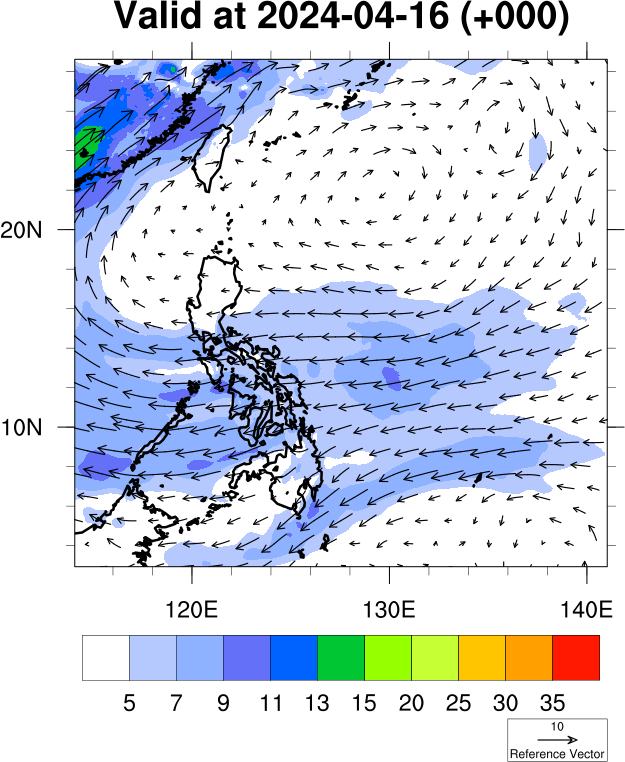 Valid at 2024-04-16 (+000)
20N
10N
120E 130E 140E
5 7 9 11 13 15 20 25 30 35
10
Reference Vector